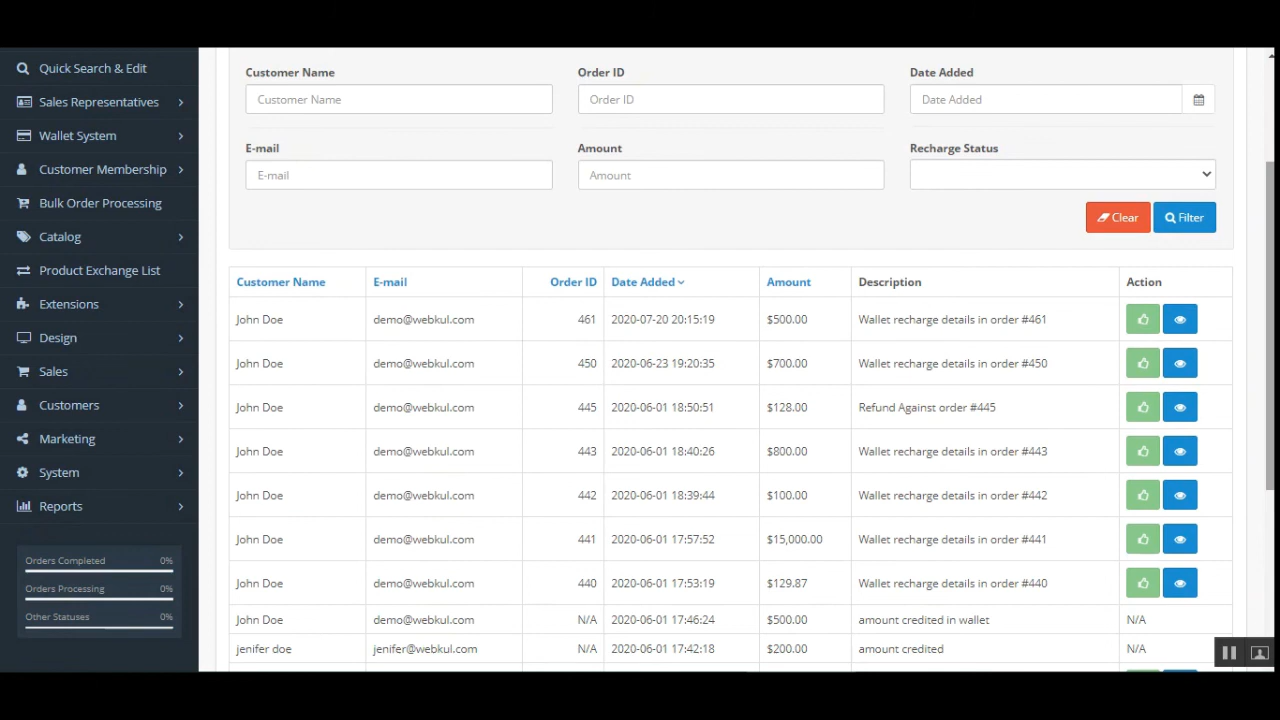 Quick Search & Edit
Sales Representatives
Wallet System
Customer Membership
Bulk Order Processing
Catalog
Product Exchange List
Extensions
Design
Sales
Customers
Marketing
System
Reports
Orders Completed 0%
Orders Processing 0%
Other Statuses 0%
Customer Name Order ID Date Added
Customer Name Order ID Date Added
E-mail Amount Recharge Status
E-mail Amount
Clear Filter
Customer Name E-mail Order ID Date Added Amount Description Action
John Doe demo@webkul.com 461 2020-07-20 20:15:19 $500.00 Wallet recharge details in order #461
John Doe demo@webkul.com 450 2020-06-23 19:20:35 $700.00 Wallet recharge details in order #450
John Doe demo@webkul.com 445 2020-06-01 18:50:51 $128.00 Refund Against order #445
John Doe demo@webkul.com 443 2020-06-01 18:40:26 $800.00 Wallet recharge details in order #443
John Doe demo@webkul.com 442 2020-06-01 18:39:44 $100.00 Wallet recharge details in order #442
John Doe demo@webkul.com 441 2020-06-01 17:57:52 $15,000.00 Wallet recharge details in order #441
John Doe demo@webkul.com 440 2020-06-01 17:53:19 $129.87 Wallet recharge details in order #440
John Doe demo@webkul.com N/A 2020-06-01 17:46:24 $500.00 amount credited in wallet N/A
jenifer doe jenifer@webkul.com N/A 2020-06-01 17:42:18 $200.00 amount credited N/A